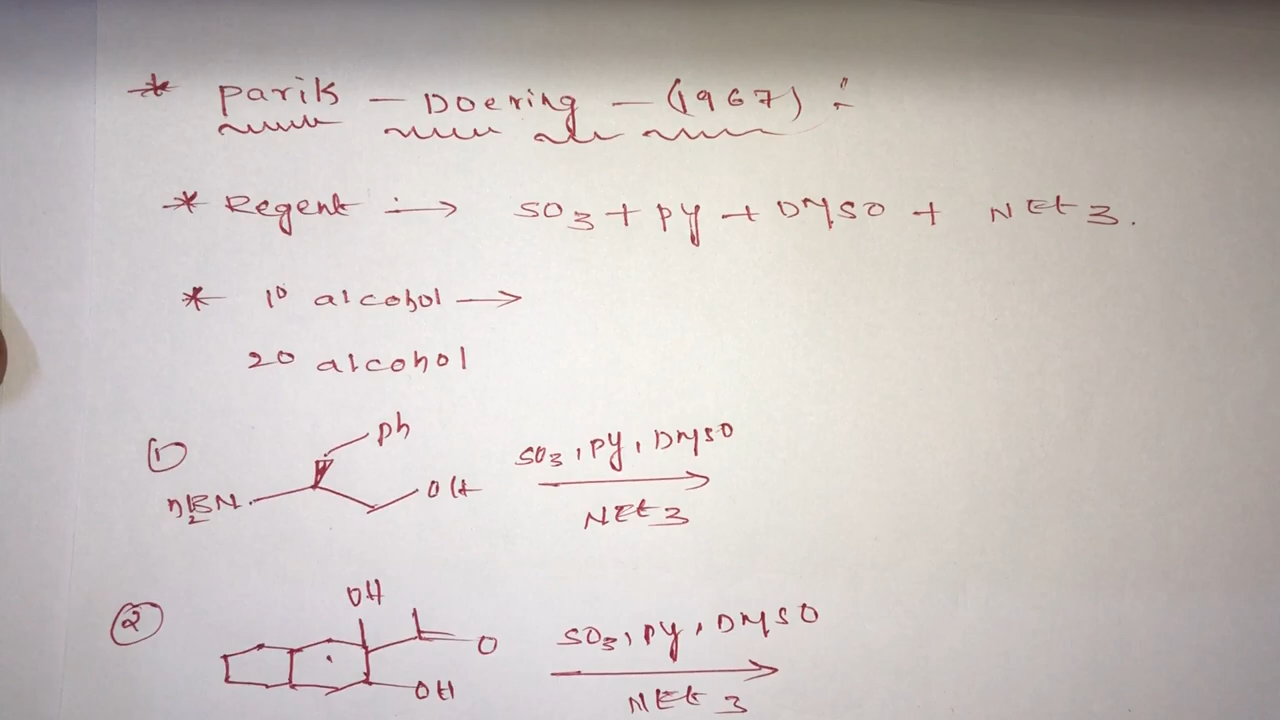 * Parik - Doering - (1967) :-
* Regent :→ SO3 + PY + DMSO + NEt3.
* 1° alcohol →
20 alcohol
① Ph
OH
SO3, PY, DMSO
NEt3
② OH
O
OH
SO3, PY, DMSO
NEt3